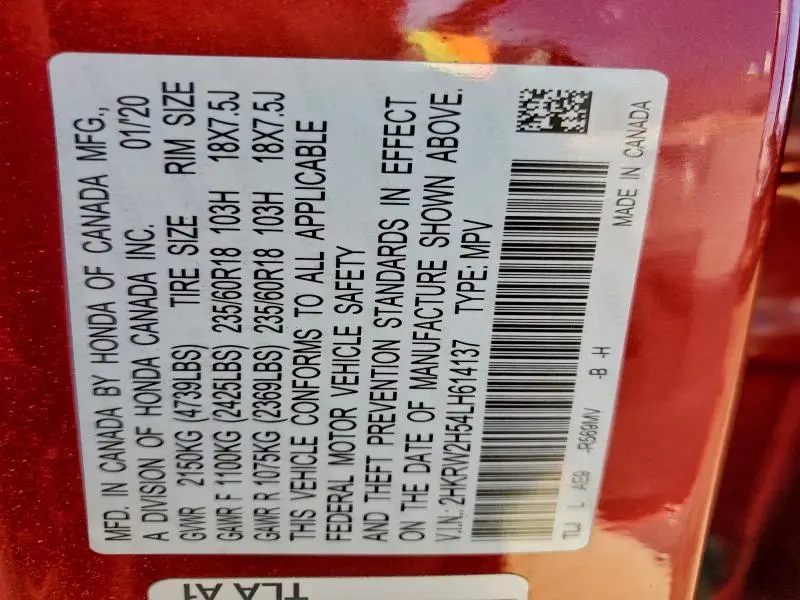 MFD. IN CANADA BY HONDA OF CANADA MFG.,
A DIVISION OF HONDA CANADA INC. 01/20
GVWR 2150KG (4739LBS) TIRE SIZE RIM SIZE
GAWR F 1100KG (2425LBS) 235/60R18 103H 18X7.5J
GAWR R 1075KG (2369LBS) 235/60R18 103H 18X7.5J
THIS VEHICLE CONFORMS TO ALL APPLICABLE
FEDERAL MOTOR VEHICLE SAFETY
AND THEFT PREVENTION STANDARDS IN EFFECT
ON THE DATE OF MANUFACTURE SHOWN ABOVE.
V.I.N.: 2HKRW2H54LH614137 TYPE: MPV
TLJ L AE9 -R569MV -B -H
MADE IN CANADA
TLA A1